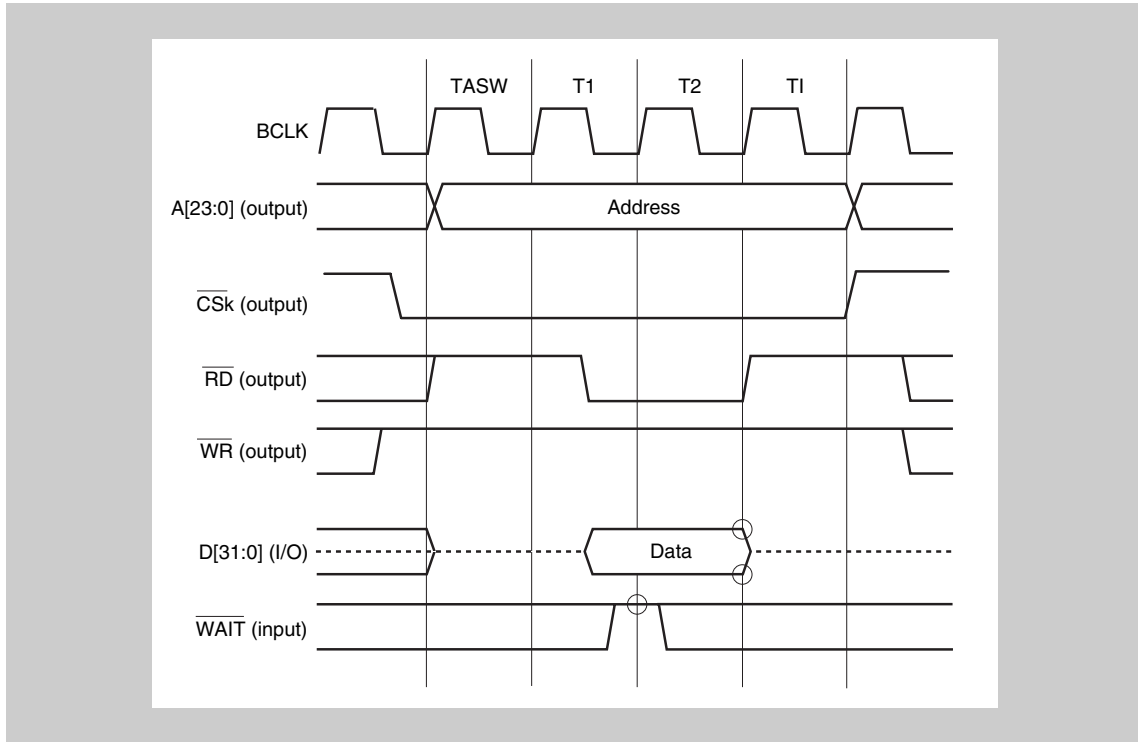 TASW T1 T2 TI
BCLK
A[23:0] (output) Address
CSk (output)
RD (output)
WR (output)
D[31:0] (I/O) Data
WAIT (input)